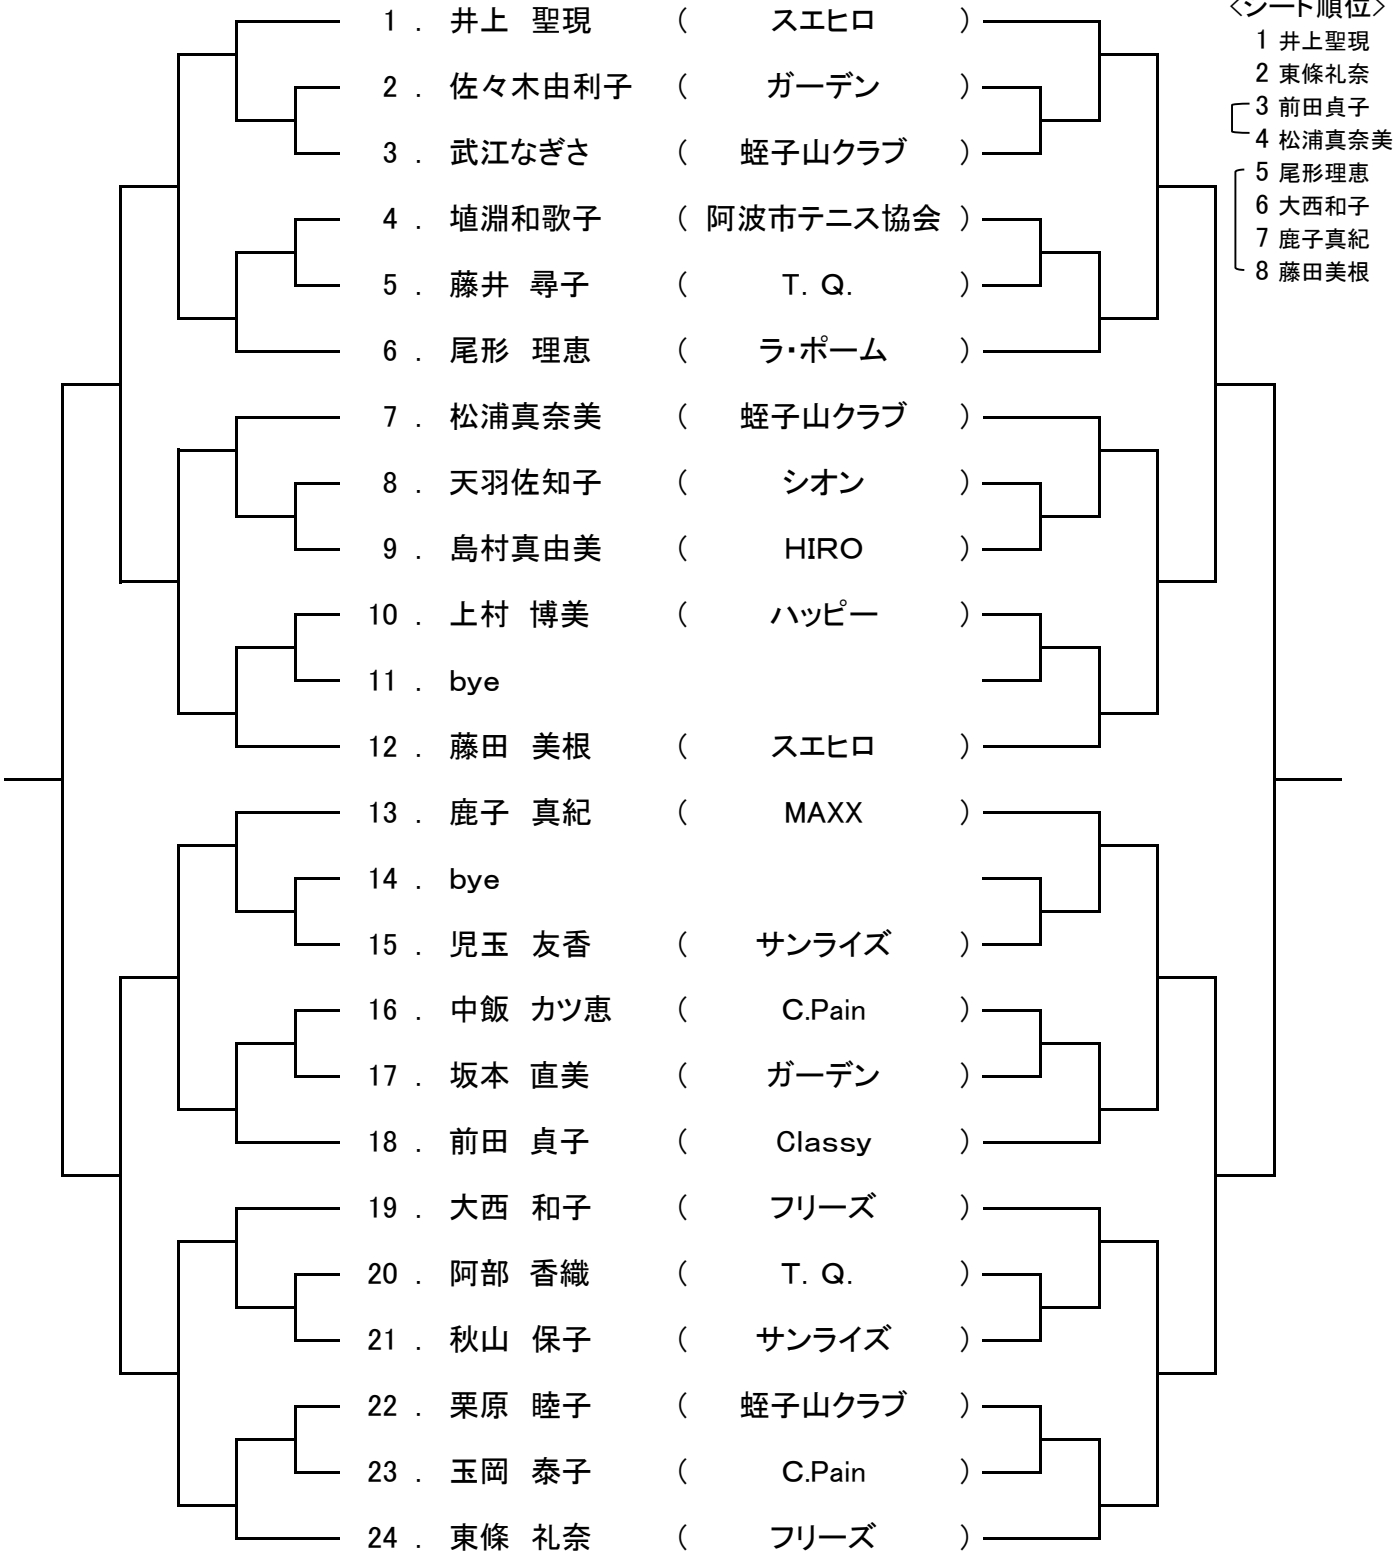 1 . 井上 聖現 ( スエヒロ )
2 . 佐々木由利子 ( ガーデン )
3 . 武江なぎさ ( 蛭子山クラブ )
4 . 埴淵和歌子 ( 阿波市テニス協会 )
5 . 藤井 尋子 ( T. Q. )
6 . 尾形 理恵 ( ラ・ポーム )
7 . 松浦真奈美 ( 蛭子山クラブ )
8 . 天羽佐知子 ( シオン )
9 . 島村真由美 ( HIRO )
10 . 上村 博美 ( ハッピー )
11 . bye
12 . 藤田 美根 ( スエヒロ )
13 . 鹿子 真紀 ( MAXX )
14 . bye
15 . 児玉 友香 ( サンライズ )
16 . 中飯 カツ恵 ( C.Pain )
17 . 坂本 直美 ( ガーデン )
18 . 前田 貞子 ( Classy )
19 . 大西 和子 ( フリーズ )
20 . 阿部 香織 ( T. Q. )
21 . 秋山 保子 ( サンライズ )
22 . 栗原 睦子 ( 蛭子山クラブ )
23 . 玉岡 泰子 ( C.Pain )
24 . 東條 礼奈 ( フリーズ )
<シード順位>
1 井上聖現
2 東條礼奈
3 前田貞子
4 松浦真奈美
5 尾形理恵
6 大西和子
7 鹿子真紀
8 藤田美根